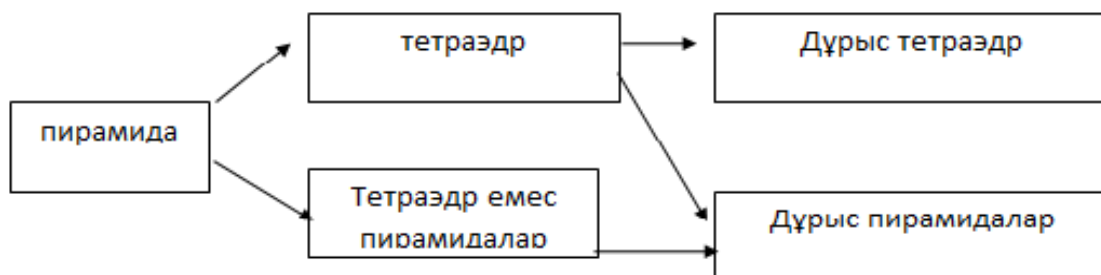 тетраэдр
Дұрыс тетраэдр
пирамида
Тетраэдр емес
пирамидалар
Дұрыс пирамидалар